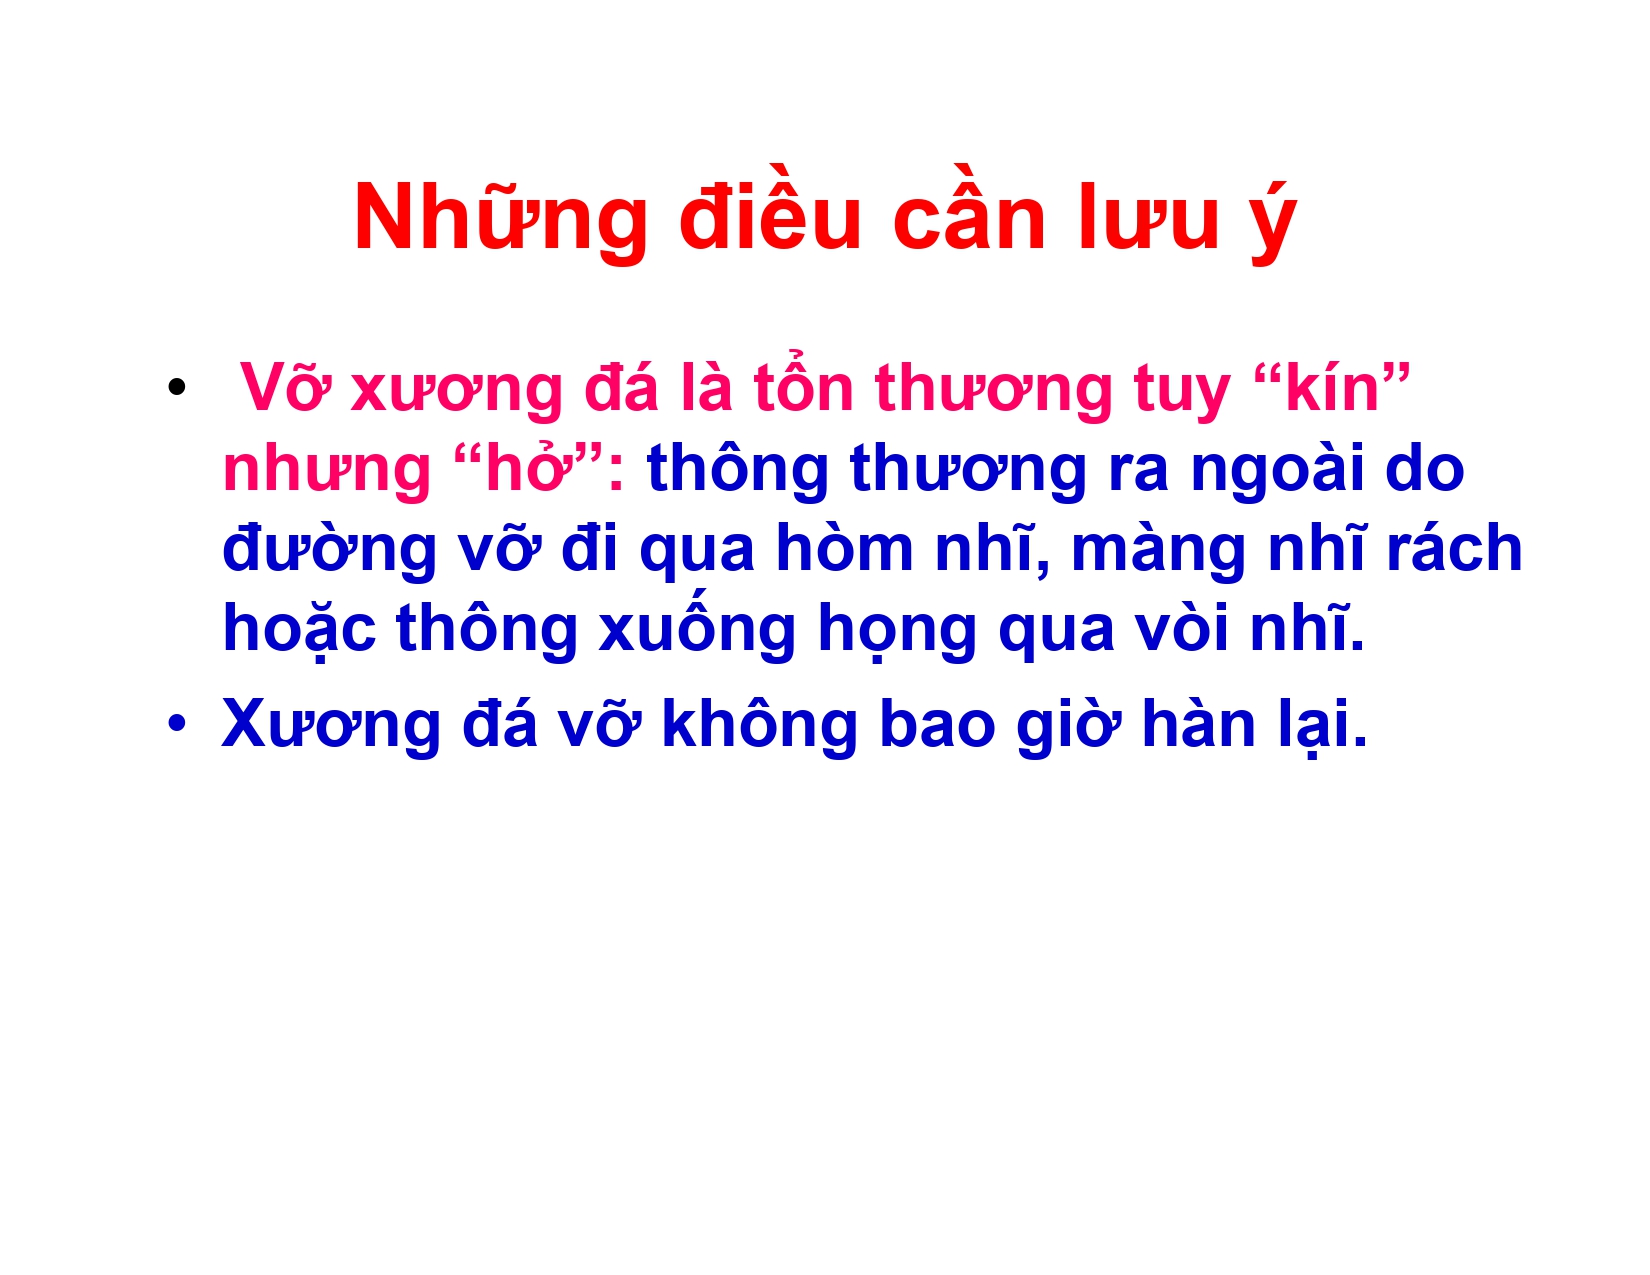 Những điều cần lưu ý
• Vỡ xương đá là tổn thương tuy “kín”
nhưng “hở”: thông thương ra ngoài do
đường vỡ đi qua hòm nhĩ, màng nhĩ rách
hoặc thông xuống họng qua vòi nhĩ.
• Xương đá vỡ không bao giờ hàn lại.